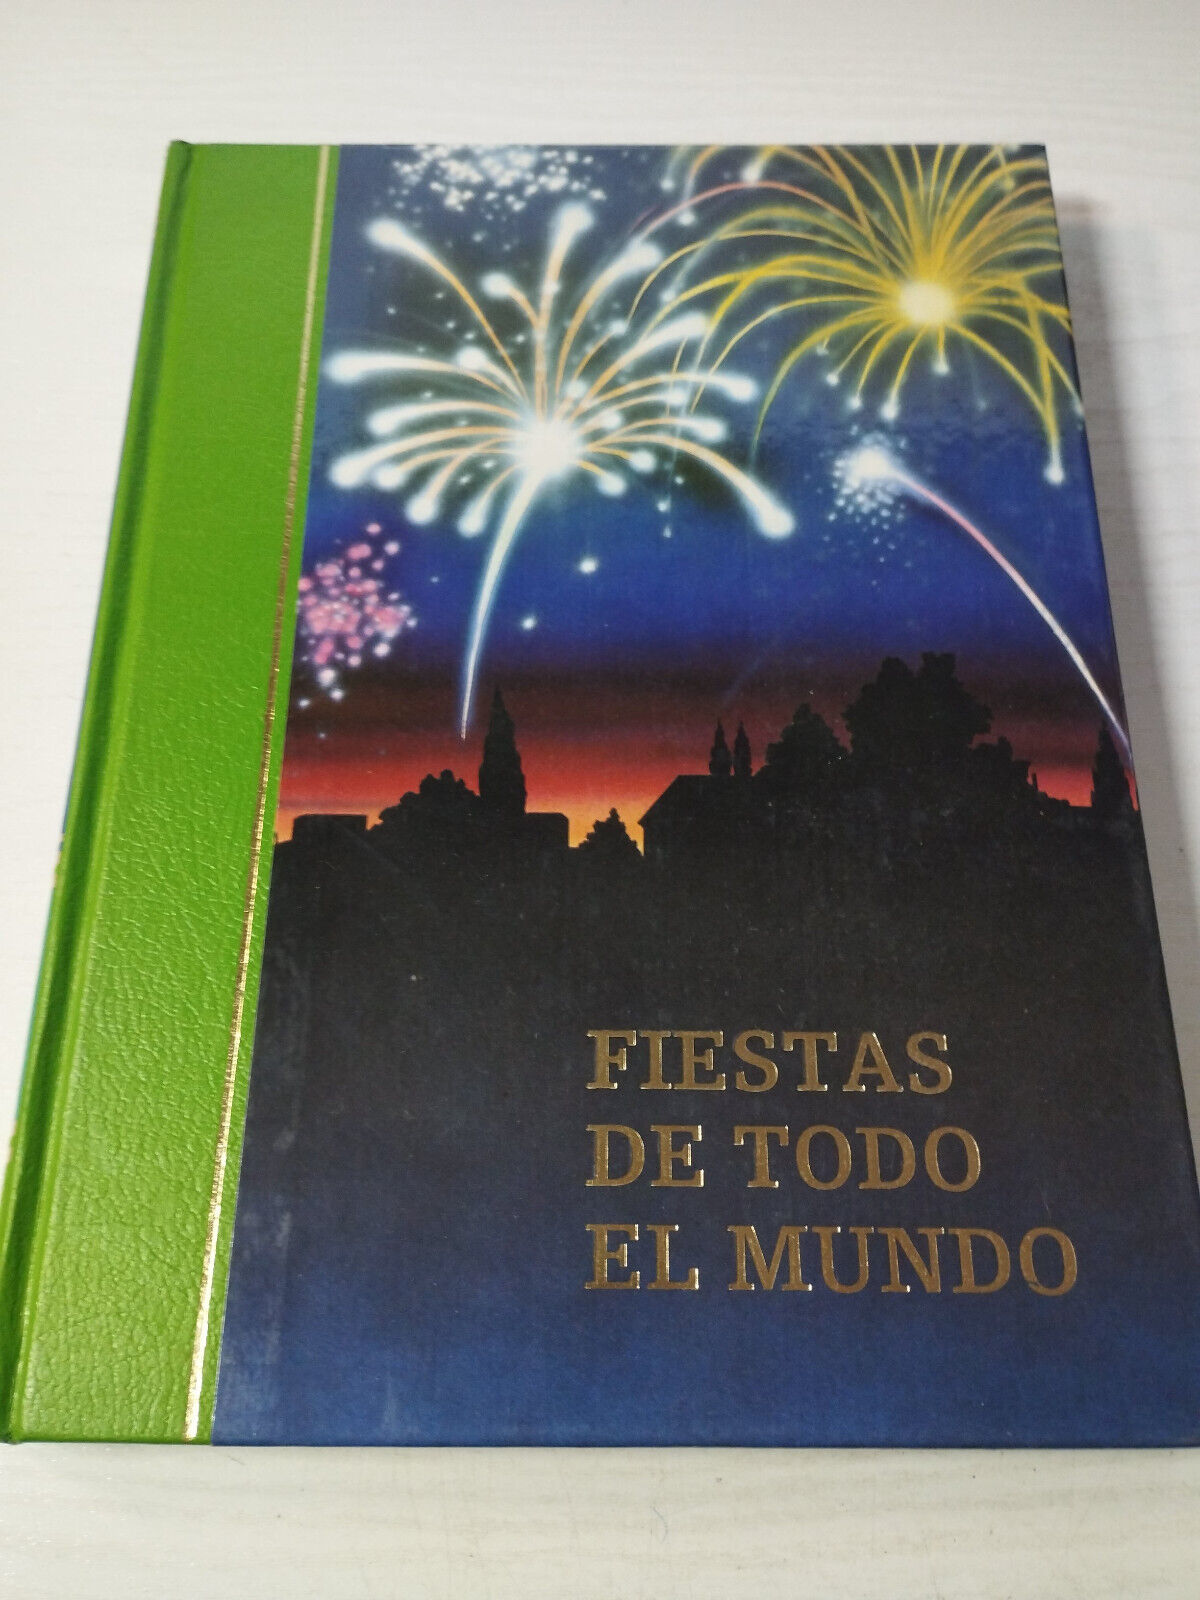 FIESTAS
DE TODO
EL MUNDO